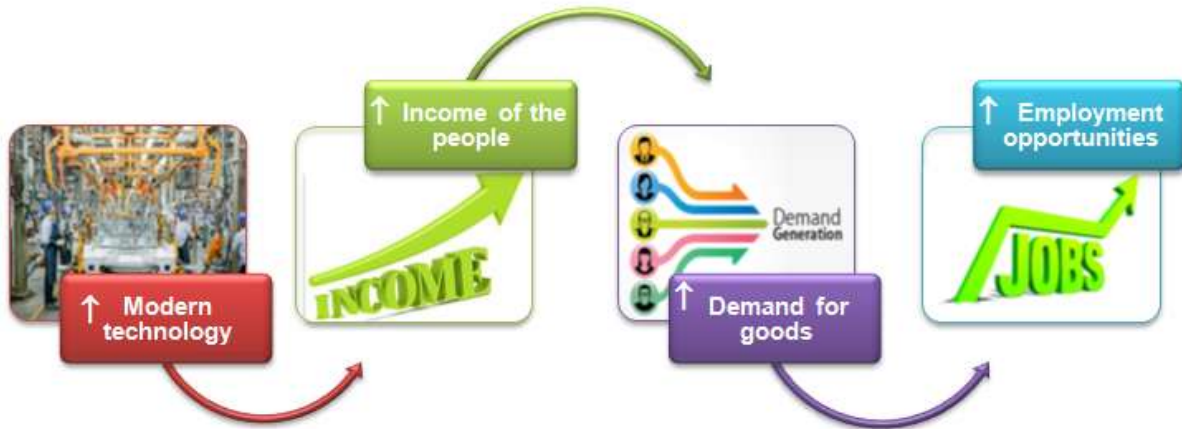 ↑ Modern
technology
INCOME
↑ Income of the
people
Demand
Generation
↑ Demand for
goods
JOBS
↑ Employment
opportunities